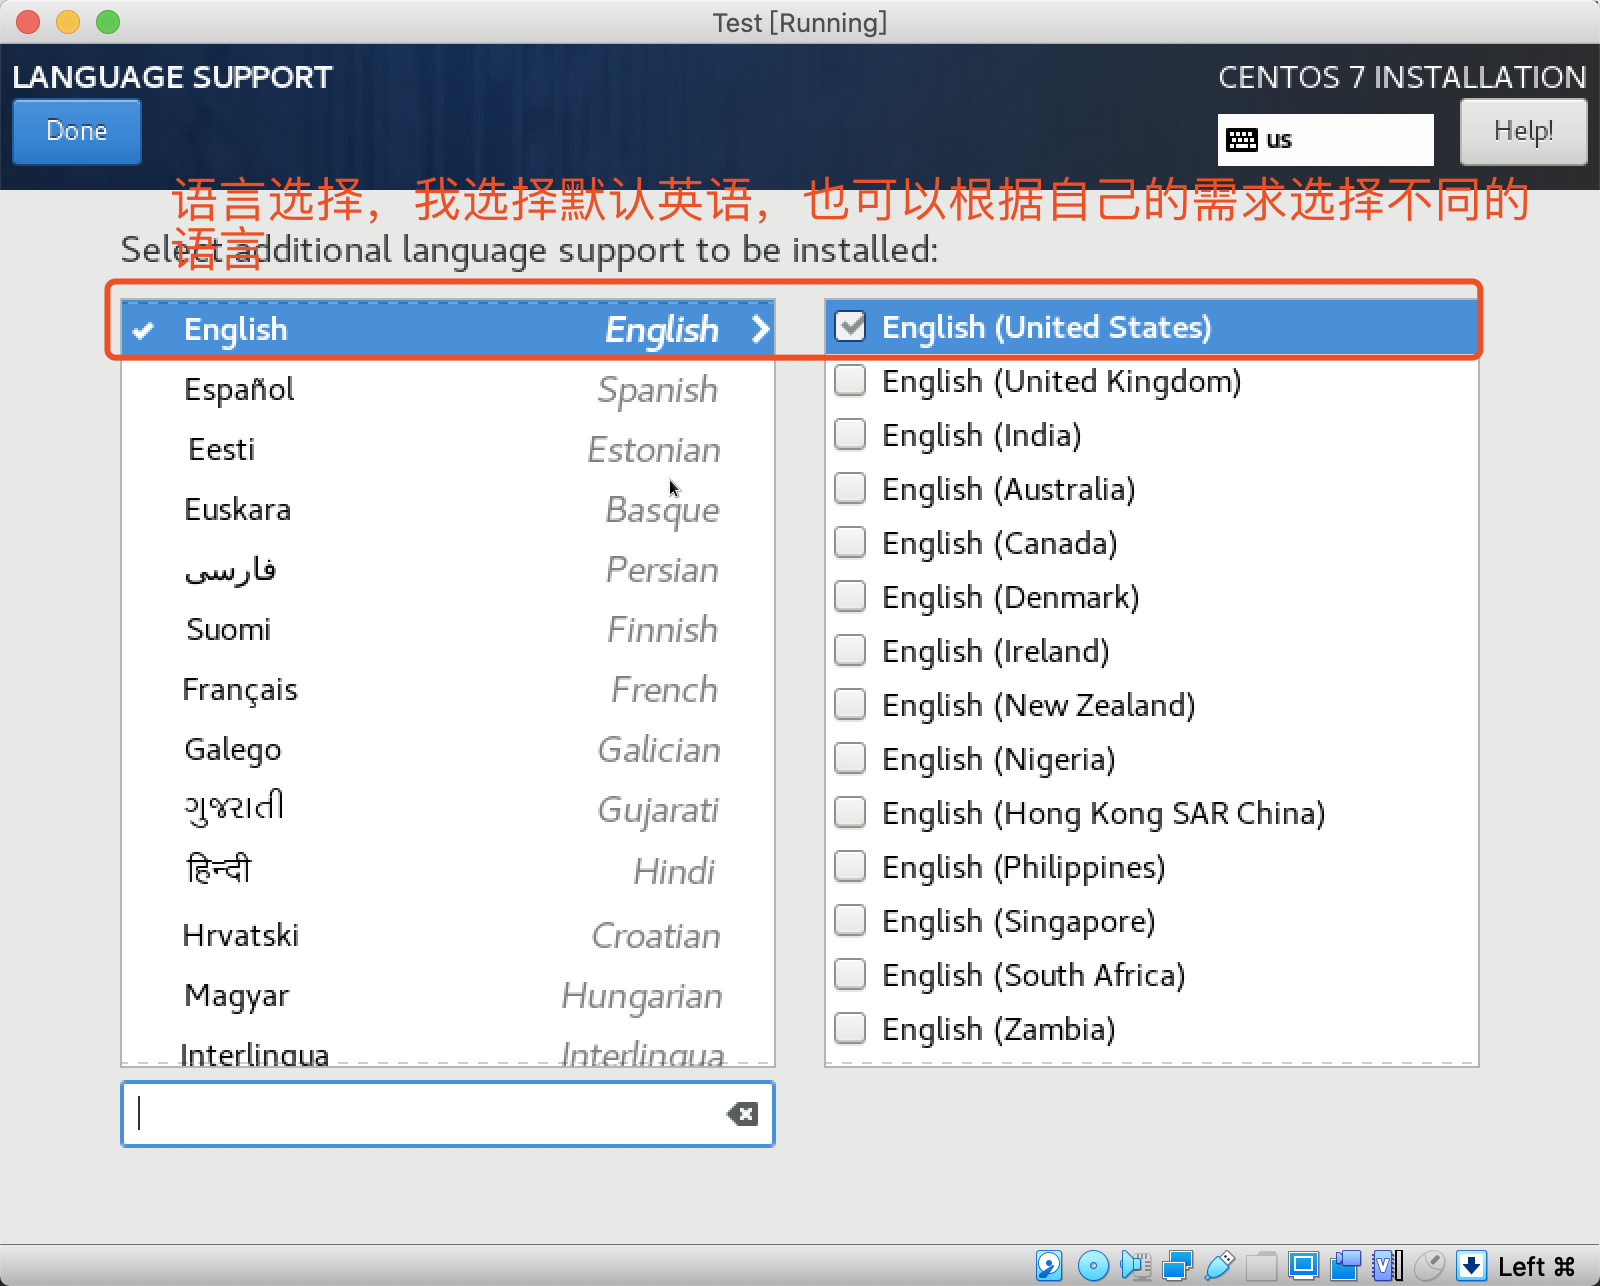 Test [Running]
LANGUAGE SUPPORT
CENTOS 7 INSTALLATION
Done
us
Help!
语言选择，我选择默认英语，也可以根据自己的需求选择不同的
语言
Select additional language support to be installed:
English English
Español Spanish
Eesti Estonian
Euskara Basque
فارسی Persian
Suomi Finnish
Français French
Galego Galician
ગુજરાતી Gujarati
हिन्दी Hindi
Hrvatski Croatian
Magyar Hungarian
Interlingua Interlingua
English (United States)
English (United Kingdom)
English (India)
English (Australia)
English (Canada)
English (Denmark)
English (Ireland)
English (New Zealand)
English (Nigeria)
English (Hong Kong SAR China)
English (Philippines)
English (Singapore)
English (South Africa)
English (Zambia)
Left ⌘